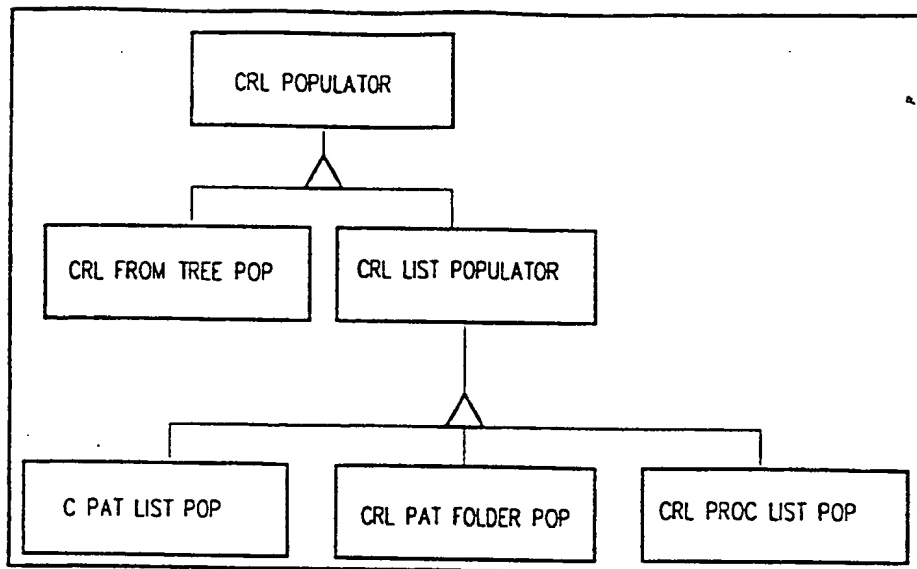 CRL POPULATOR
CRL FROM TREE POP
CRL LIST POPULATOR
C PAT LIST POP
CRL PAT FOLDER POP
CRL PROC LIST POP